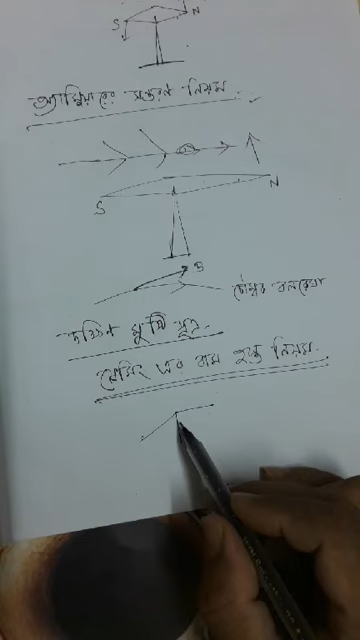 S N
অ্যাম্পিয়ারের সন্তরণ নিয়ম
S N
B
চৌম্বক বলরেখা
দক্ষিণ মুষ্টি সূত্র
ফ্লেমিং এর বাম হস্ত নিয়ম